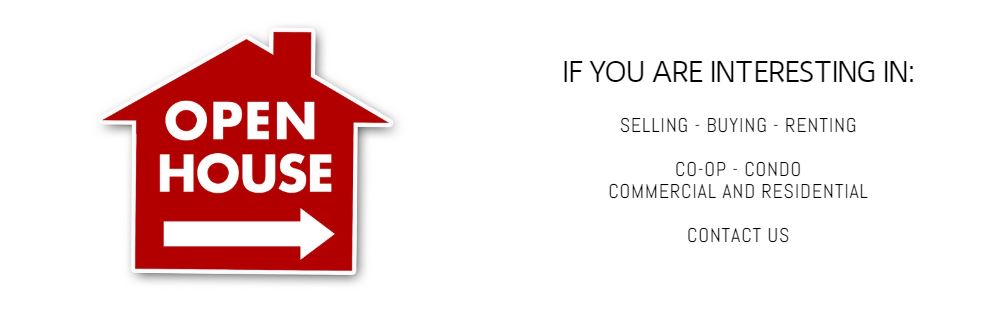 OPEN
HOUSE
IF YOU ARE INTERESTING IN:
SELLING - BUYING - RENTING
CO-OP - CONDO
COMMERCIAL AND RESIDENTIAL
CONTACT US